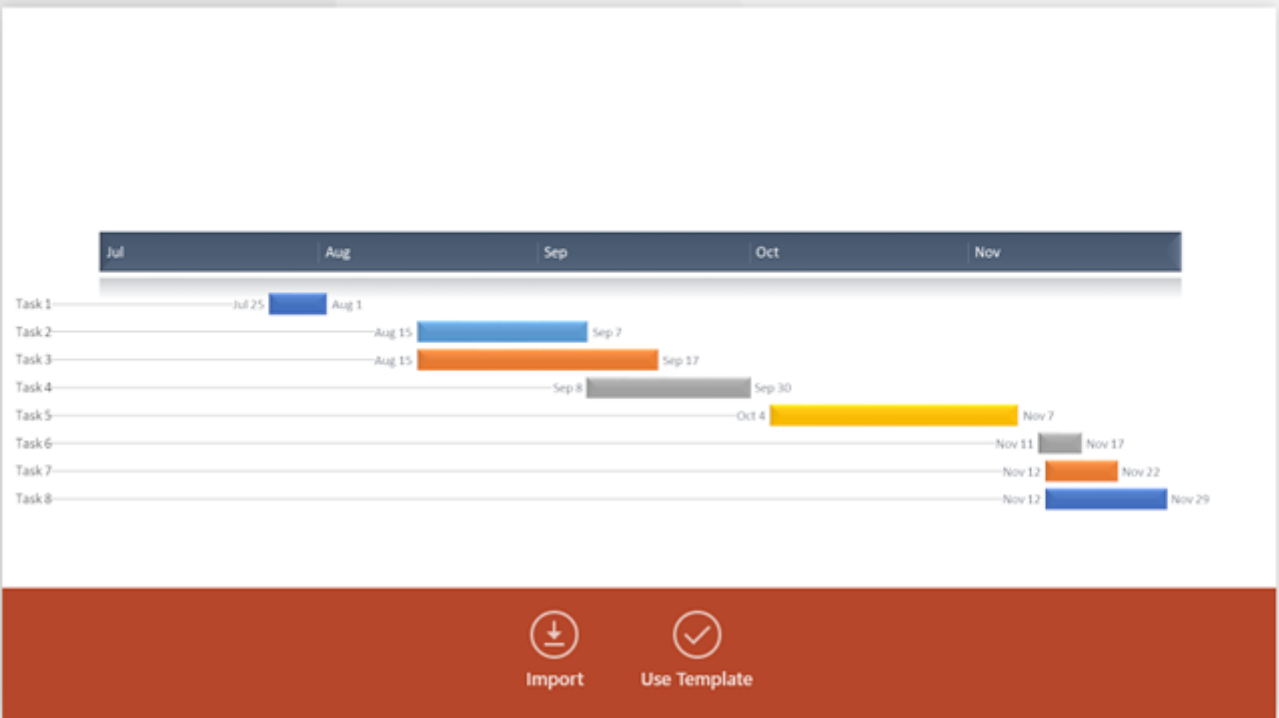 Jul Aug Sep Oct Nov
Task 1 Jul 25 Aug 1
Task 2 Aug 15 Sep 7
Task 3 Aug 15 Sep 17
Task 4 Sep 8 Sep 30
Task 5 Oct 4 Nov 7
Task 6 Nov 11 Nov 17
Task 7 Nov 12 Nov 22
Task 8 Nov 12 Nov 29
Import Use Template